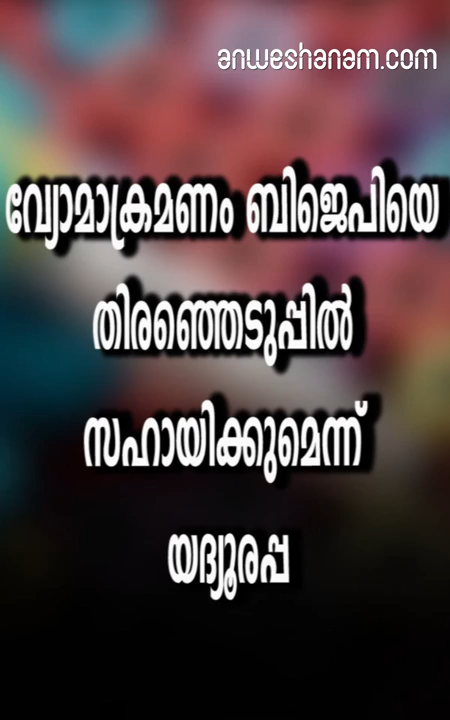 anweshanam.com
വ്യോമാക്രമണം ബിജെപിയെ
തിരഞ്ഞെടുപ്പിൽ
സഹായിക്കുമെന്ന്
യദ്യൂരപ്പ